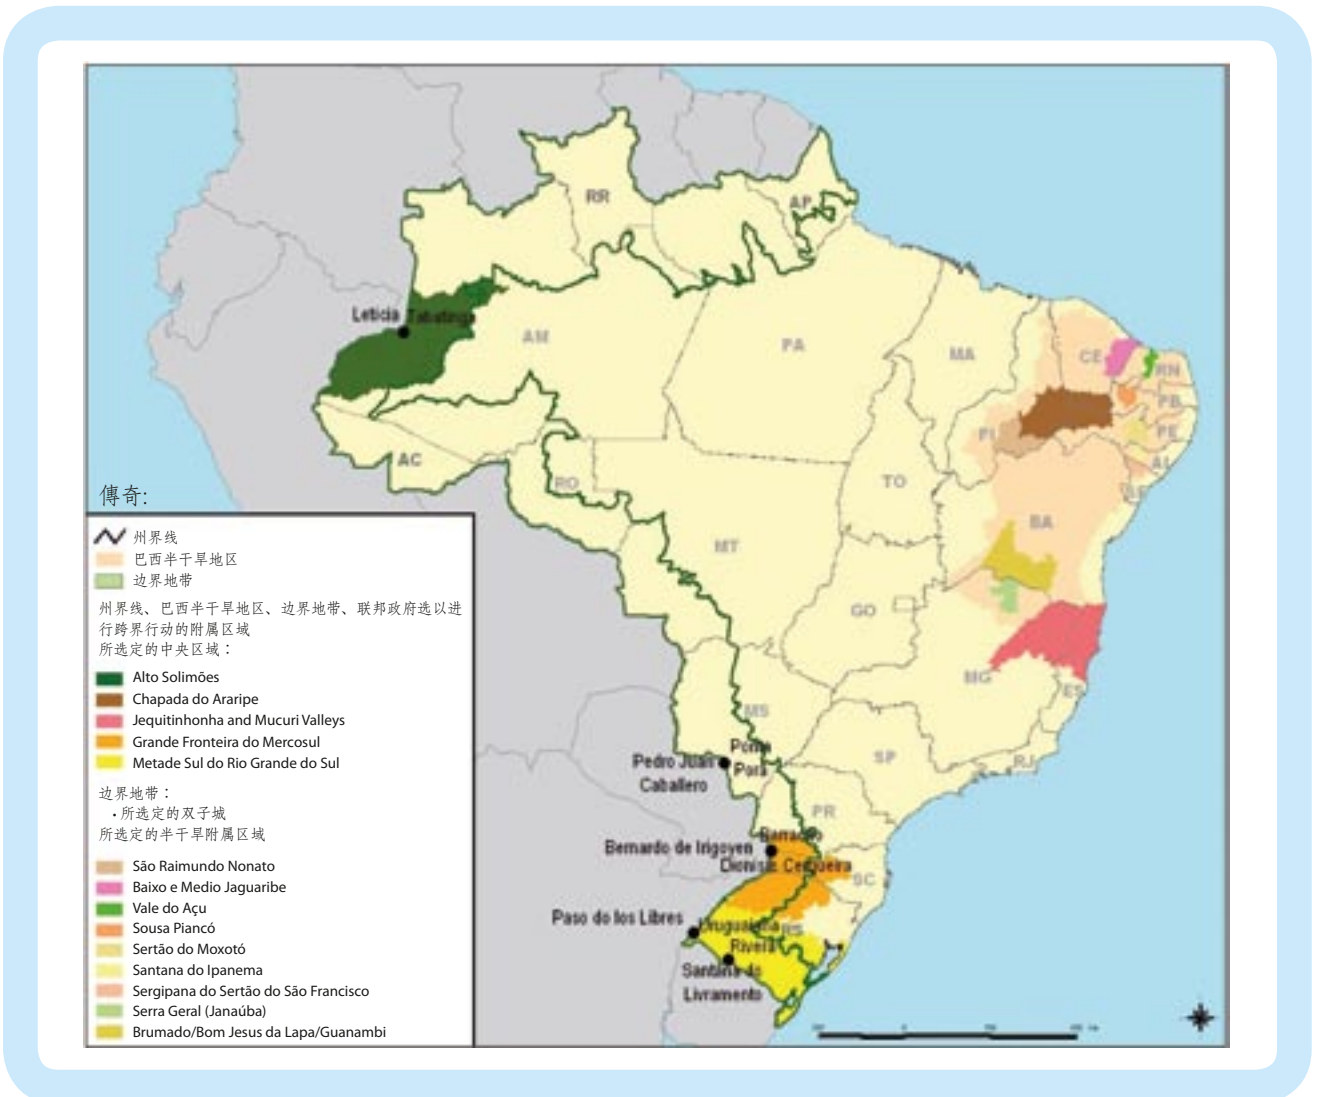 RR
AP
Leticia Tabatinga
AM
PA
MA
CE
RN
PB
PI
PE
AL
SE
AC
RO
TO
BA
MT
GO
MG
ES
MS
SP
RJ
Pedro Juan
Caballero
Ponta
Porã
PR
Barracão
Bernardo de Irigoyen
Dionísio Cerqueira
SC
Paso do los Libres
Uruguaiana
RS
Rivera
Santana do
Livramento
傳奇:
州界线
巴西半干旱地区
边界地带
州界线、巴西半干旱地区、边界地带、联邦政府选以进
行跨界行动的附属区域
所选定的中央区域：
Alto Solimões
Chapada do Araripe
Jequitinhonha and Mucuri Valleys
Grande Fronteira do Mercosul
Metade Sul do Rio Grande do Sul
边界地带：
• 所选定的双子城
所选定的半干旱附属区域
São Raimundo Nonato
Baixo e Medio Jaguaribe
Vale do Açu
Sousa Piancó
Sertão do Moxotó
Santana do Ipanema
Sergipana do Sertão do São Francisco
Serra Geral (Janaúba)
Brumado/Bom Jesus da Lapa/Guanambi